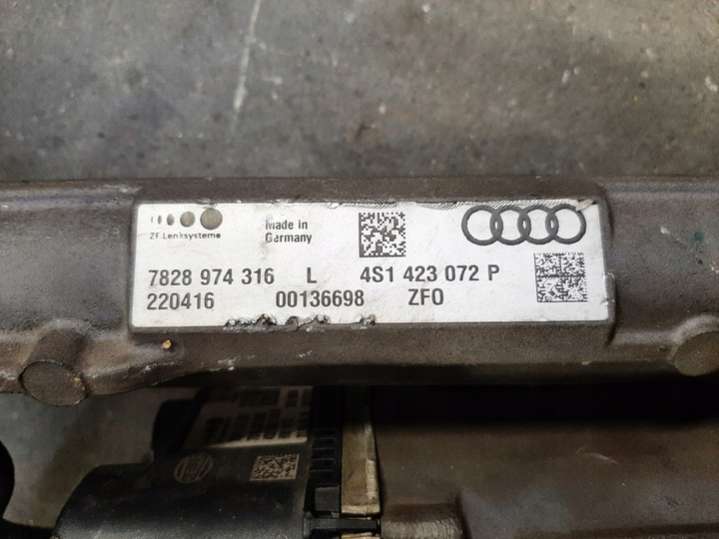 ZF Lenksysteme
Made in
Germany
7828 974 316 L 4S1 423 072 P
220416 00136698 ZFO